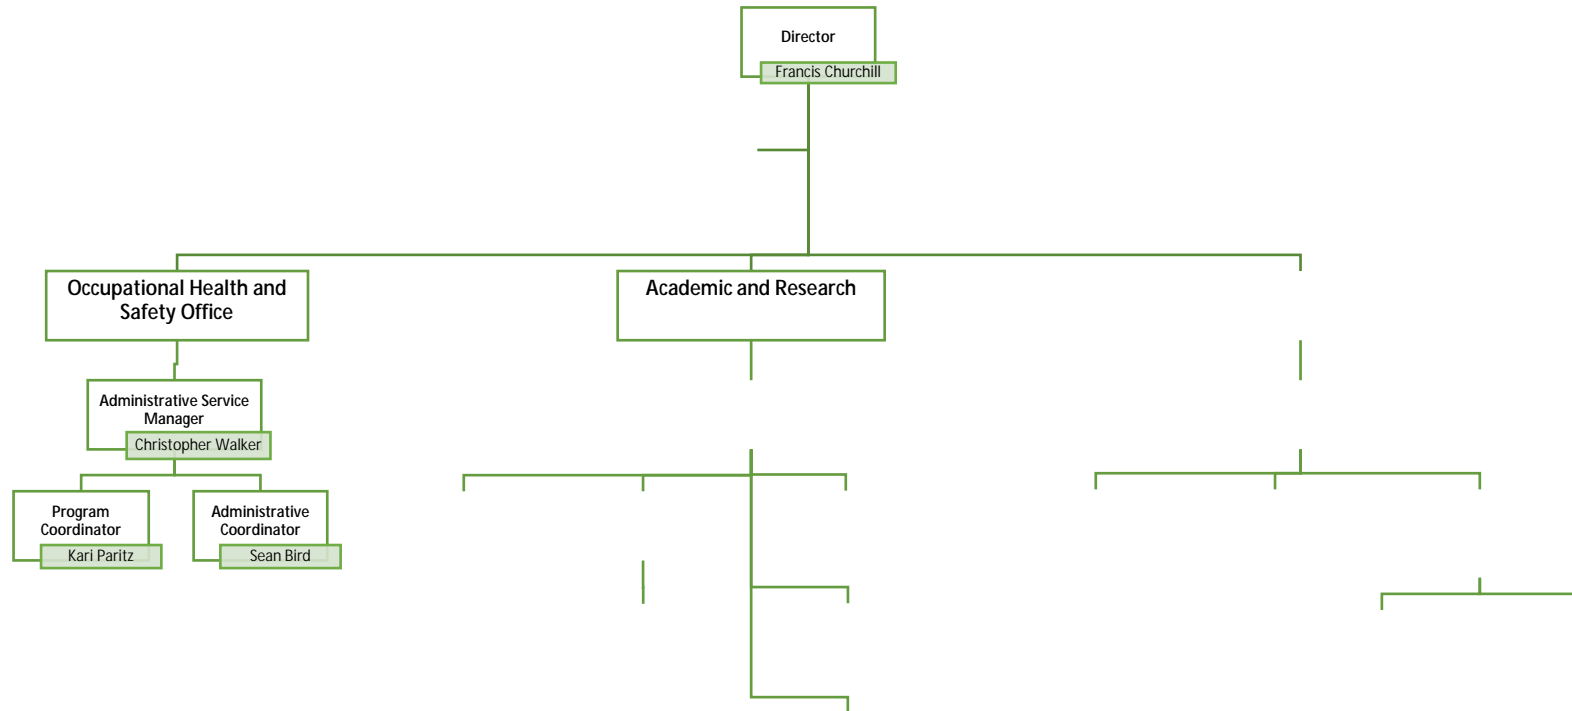 Director
Francis Churchill
Occupational Health and
Safety Office
Academic and Research
Administrative Service
Manager
Christopher Walker
Program
Coordinator
Kari Paritz
Administrative
Coordinator
Sean Bird